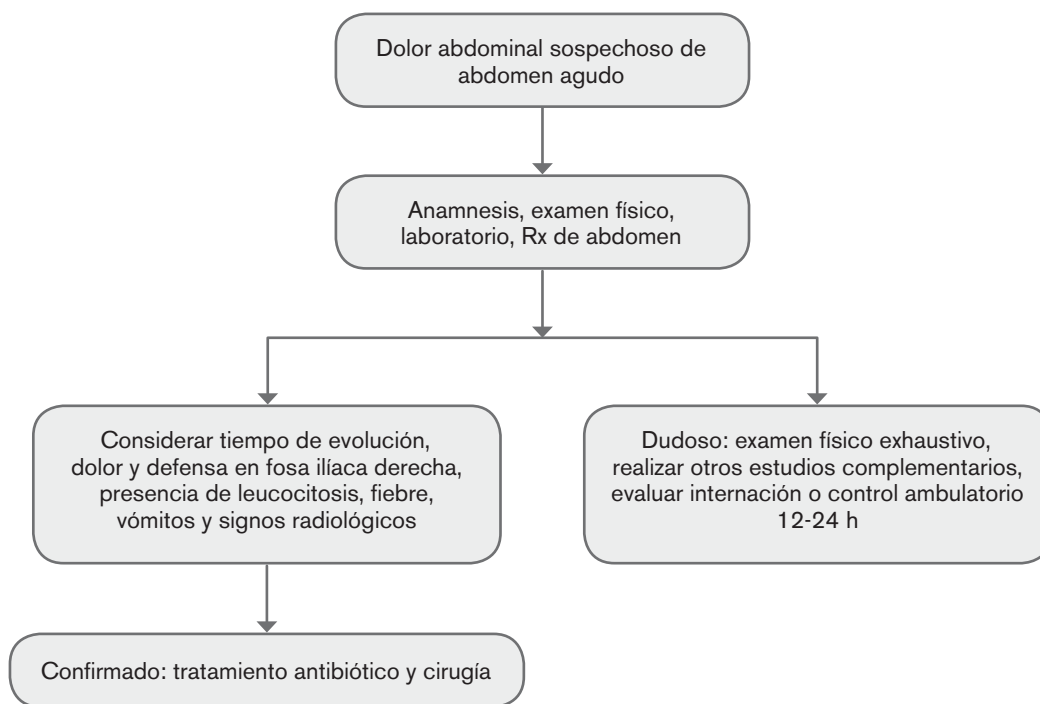 Dolor abdominal sospechoso de
abdomen agudo
Anamnesis, examen físico,
laboratorio, Rx de abdomen
Considerar tiempo de evolución,
dolor y defensa en fosa ilíaca derecha,
presencia de leucocitosis, fiebre,
vómitos y signos radiológicos
Dudoso: examen físico exhaustivo,
realizar otros estudios complementarios,
evaluar internación o control ambulatorio
12-24 h
Confirmado: tratamiento antibiótico y cirugía